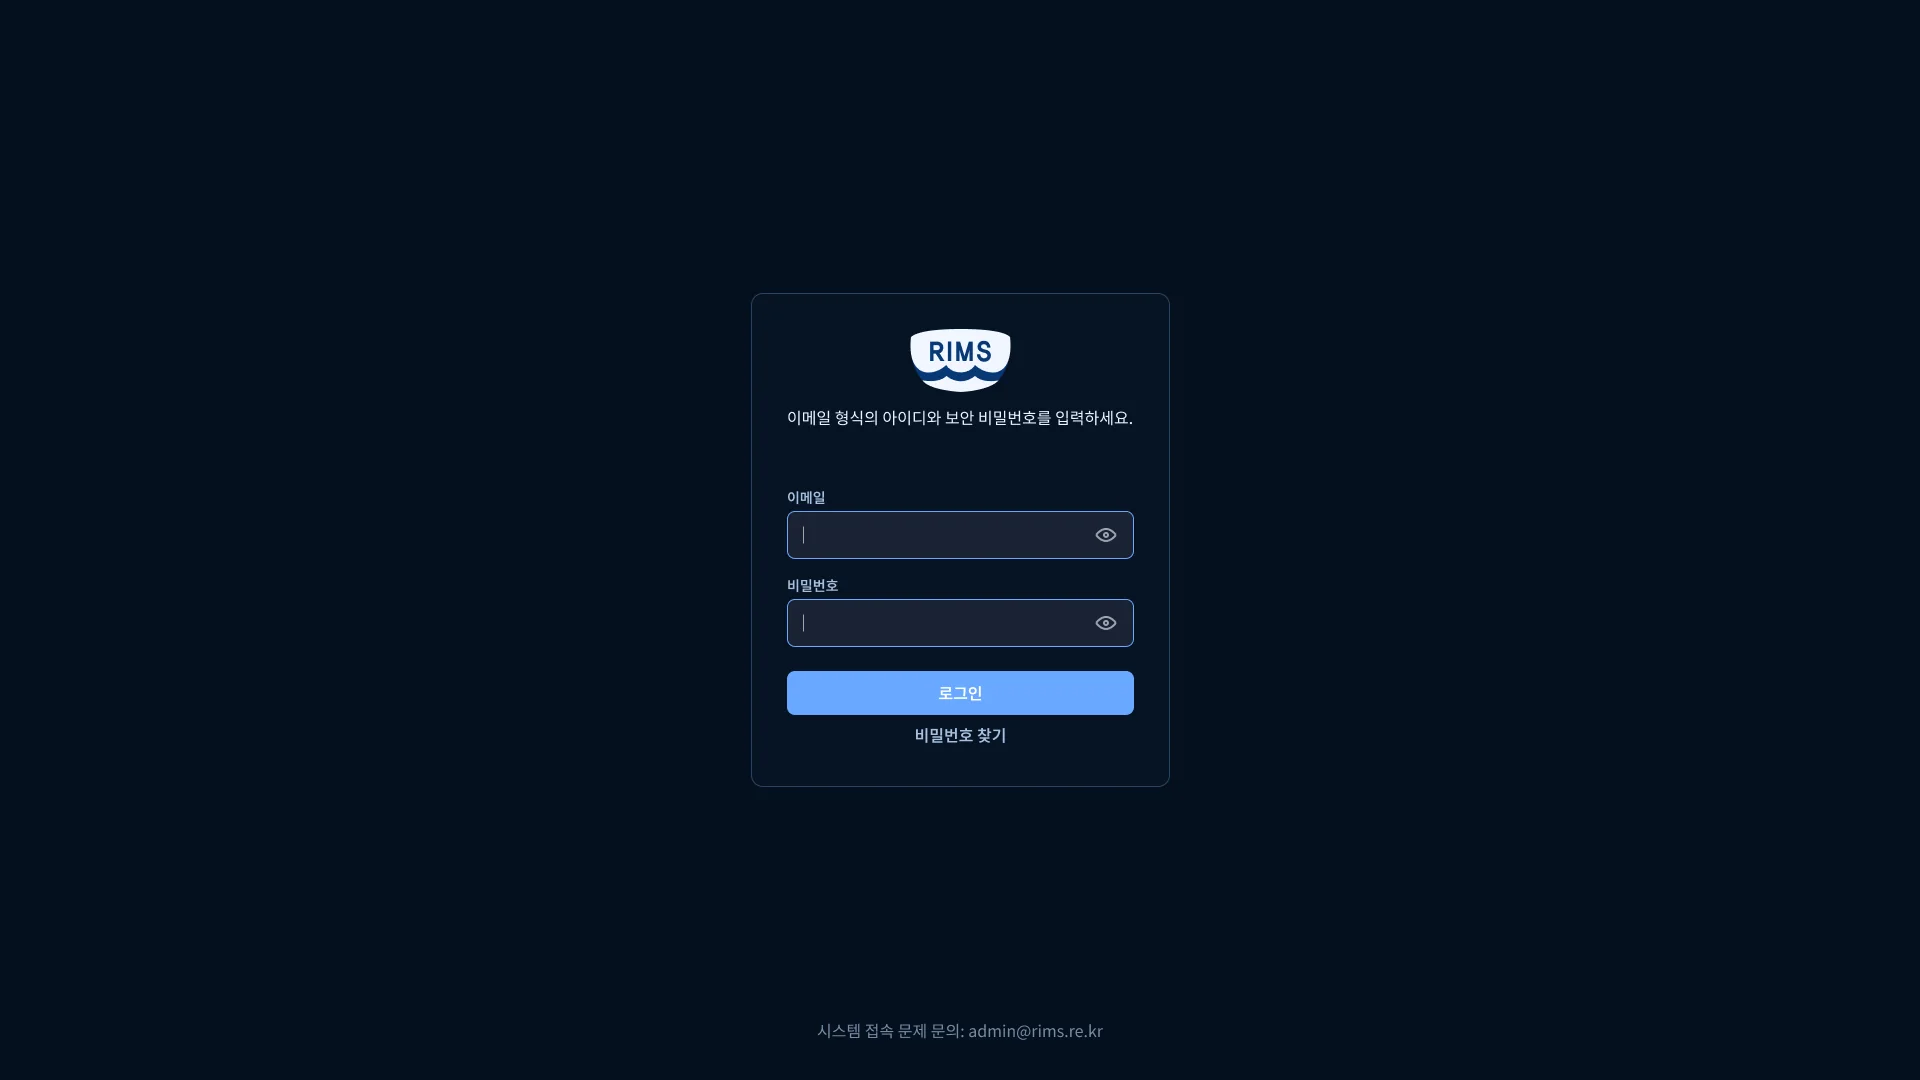 RIMS
이메일 형식의 아이디와 보안 비밀번호를 입력하세요.
이메일
비밀번호
로그인
비밀번호 찾기
시스템 접속 문제 문의: admin@rims.re.kr